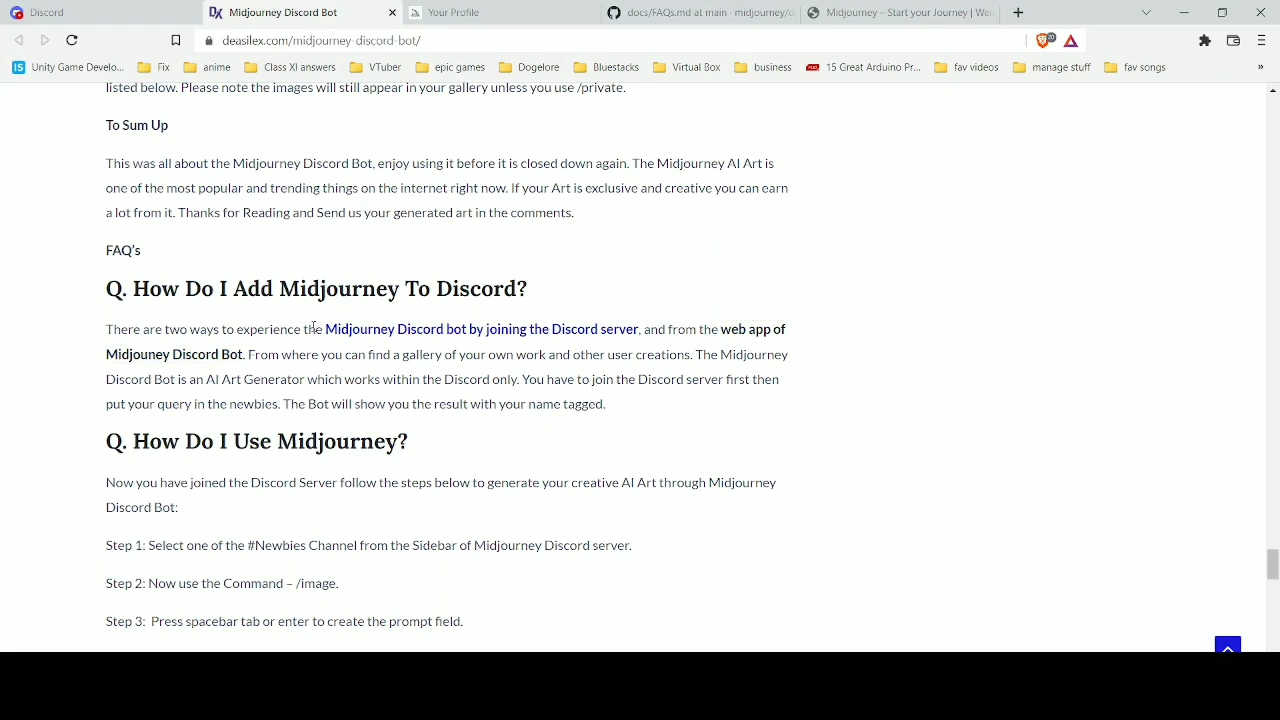 Discord
Midjourney Discord Bot
Your Profile
docs/FAQs.md at main · midjourney/d
Midjourney – Start your Journey | Wee
deasilex.com/midjourney-discord-bot/
20
IS Unity Game Develo...
Fix
anime
Class XI answers
VTuber
epic games
Dogelore
Bluestacks
Virtual Box
business
15 Great Arduino Pr...
fav videos
manage stuff
fav songs
»
listed below. Please note the images will still appear in your gallery unless you use /private.
To Sum Up
This was all about the Midjourney Discord Bot, enjoy using it before it is closed down again. The Midjourney AI Art is
one of the most popular and trending things on the internet right now. If your Art is exclusive and creative you can earn
a lot from it. Thanks for Reading and Send us your generated art in the comments.
FAQ's
Q. How Do I Add Midjourney To Discord?
There are two ways to experience the Midjourney Discord bot by joining the Discord server, and from the web app of
Midjouney Discord Bot. From where you can find a gallery of your own work and other user creations. The Midjourney
Discord Bot is an AI Art Generator which works within the Discord only. You have to join the Discord server first then
put your query in the newbies. The Bot will show you the result with your name tagged.
Q. How Do I Use Midjourney?
Now you have joined the Discord Server follow the steps below to generate your creative AI Art through Midjourney
Discord Bot:
Step 1: Select one of the #Newbies Channel from the Sidebar of Midjourney Discord server.
Step 2: Now use the Command – /image.
Step 3: Press spacebar tab or enter to create the prompt field.